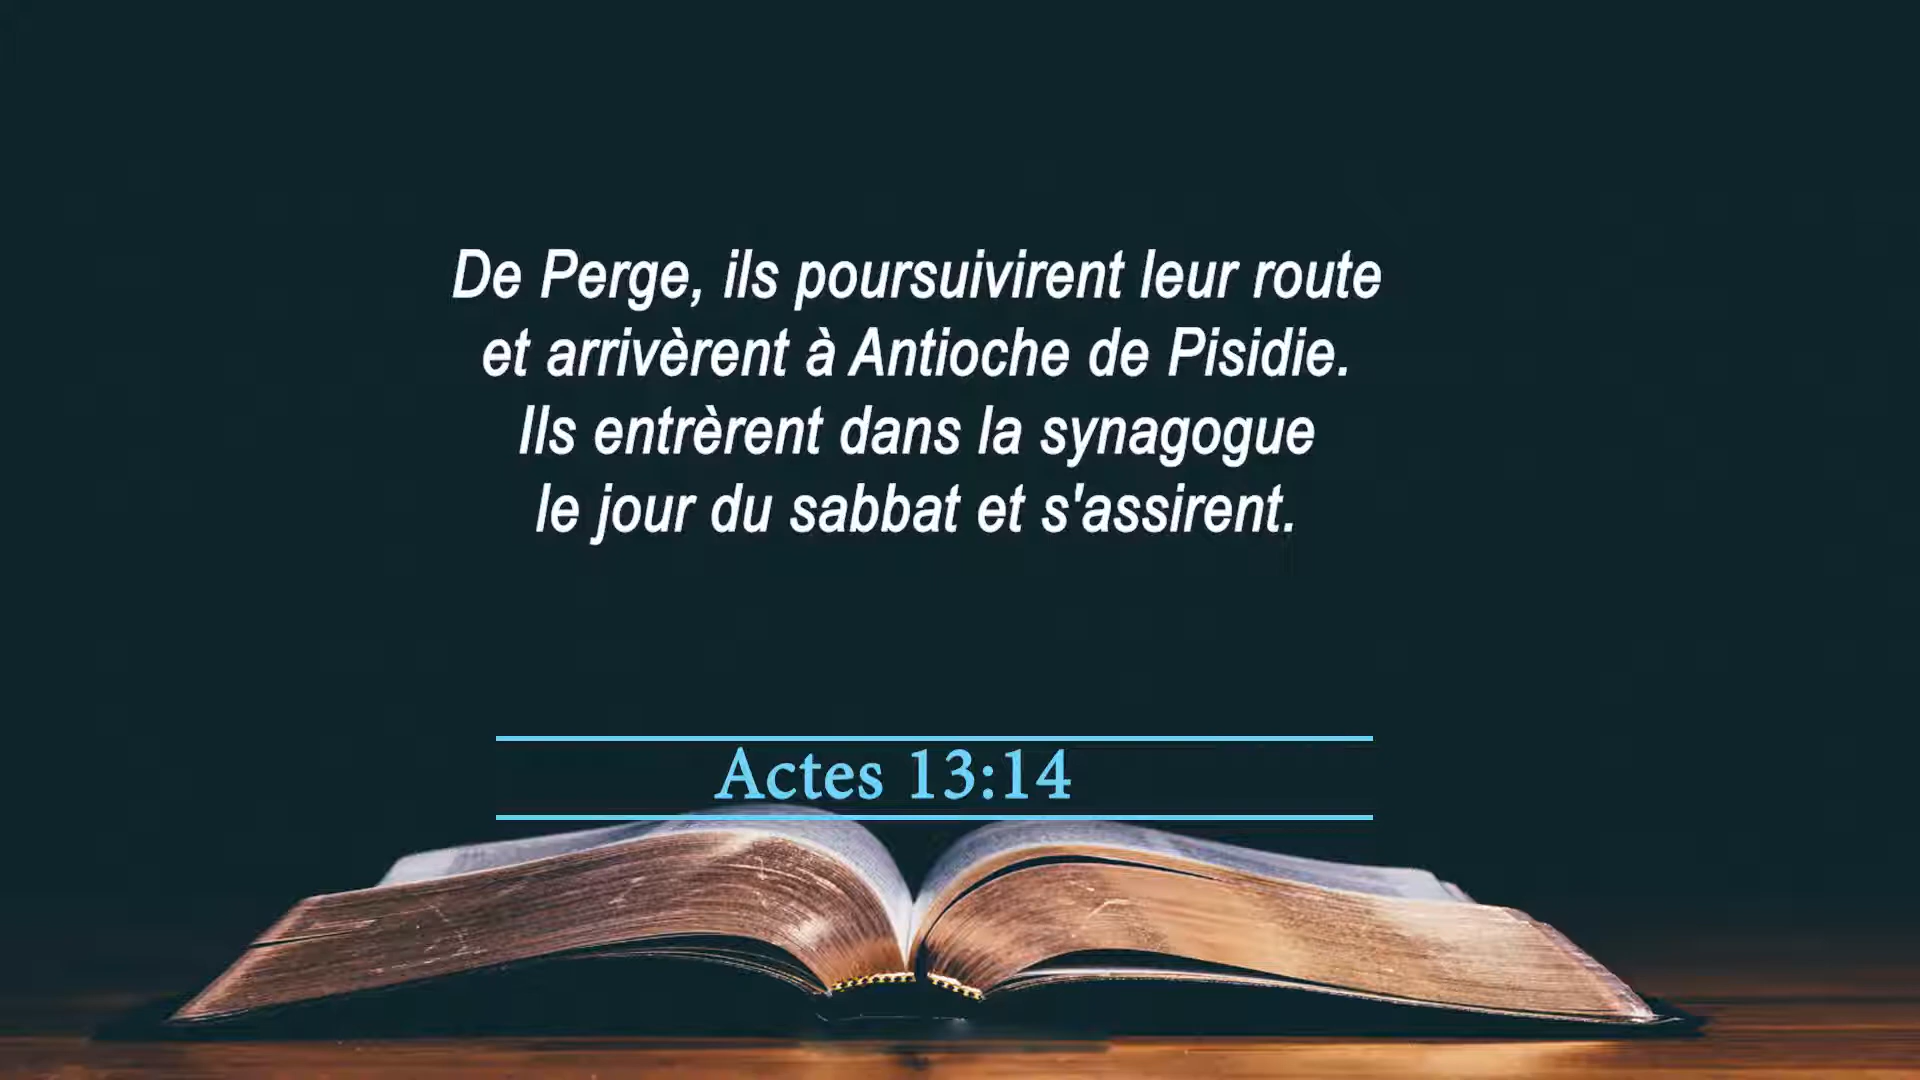 De Perge, ils poursuivirent leur route
et arrivèrent à Antioche de Pisidie.
Ils entrèrent dans la synagogue
le jour du sabbat et s'assirent.
Actes 13:14